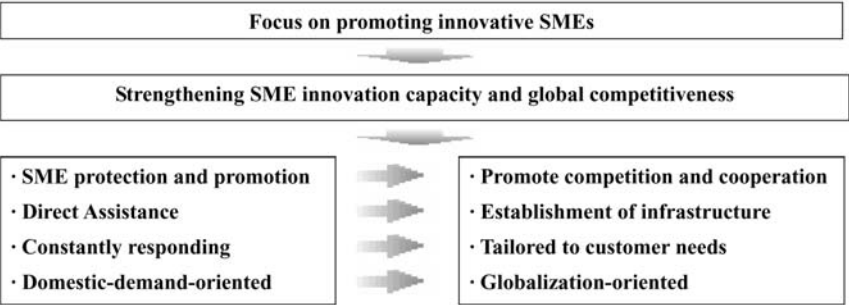 Focus on promoting innovative SMEs
Strengthening SME innovation capacity and global competitiveness
· SME protection and promotion
· Direct Assistance
· Constantly responding
· Domestic-demand-oriented
· Promote competition and cooperation
· Establishment of infrastructure
· Tailored to customer needs
· Globalization-oriented